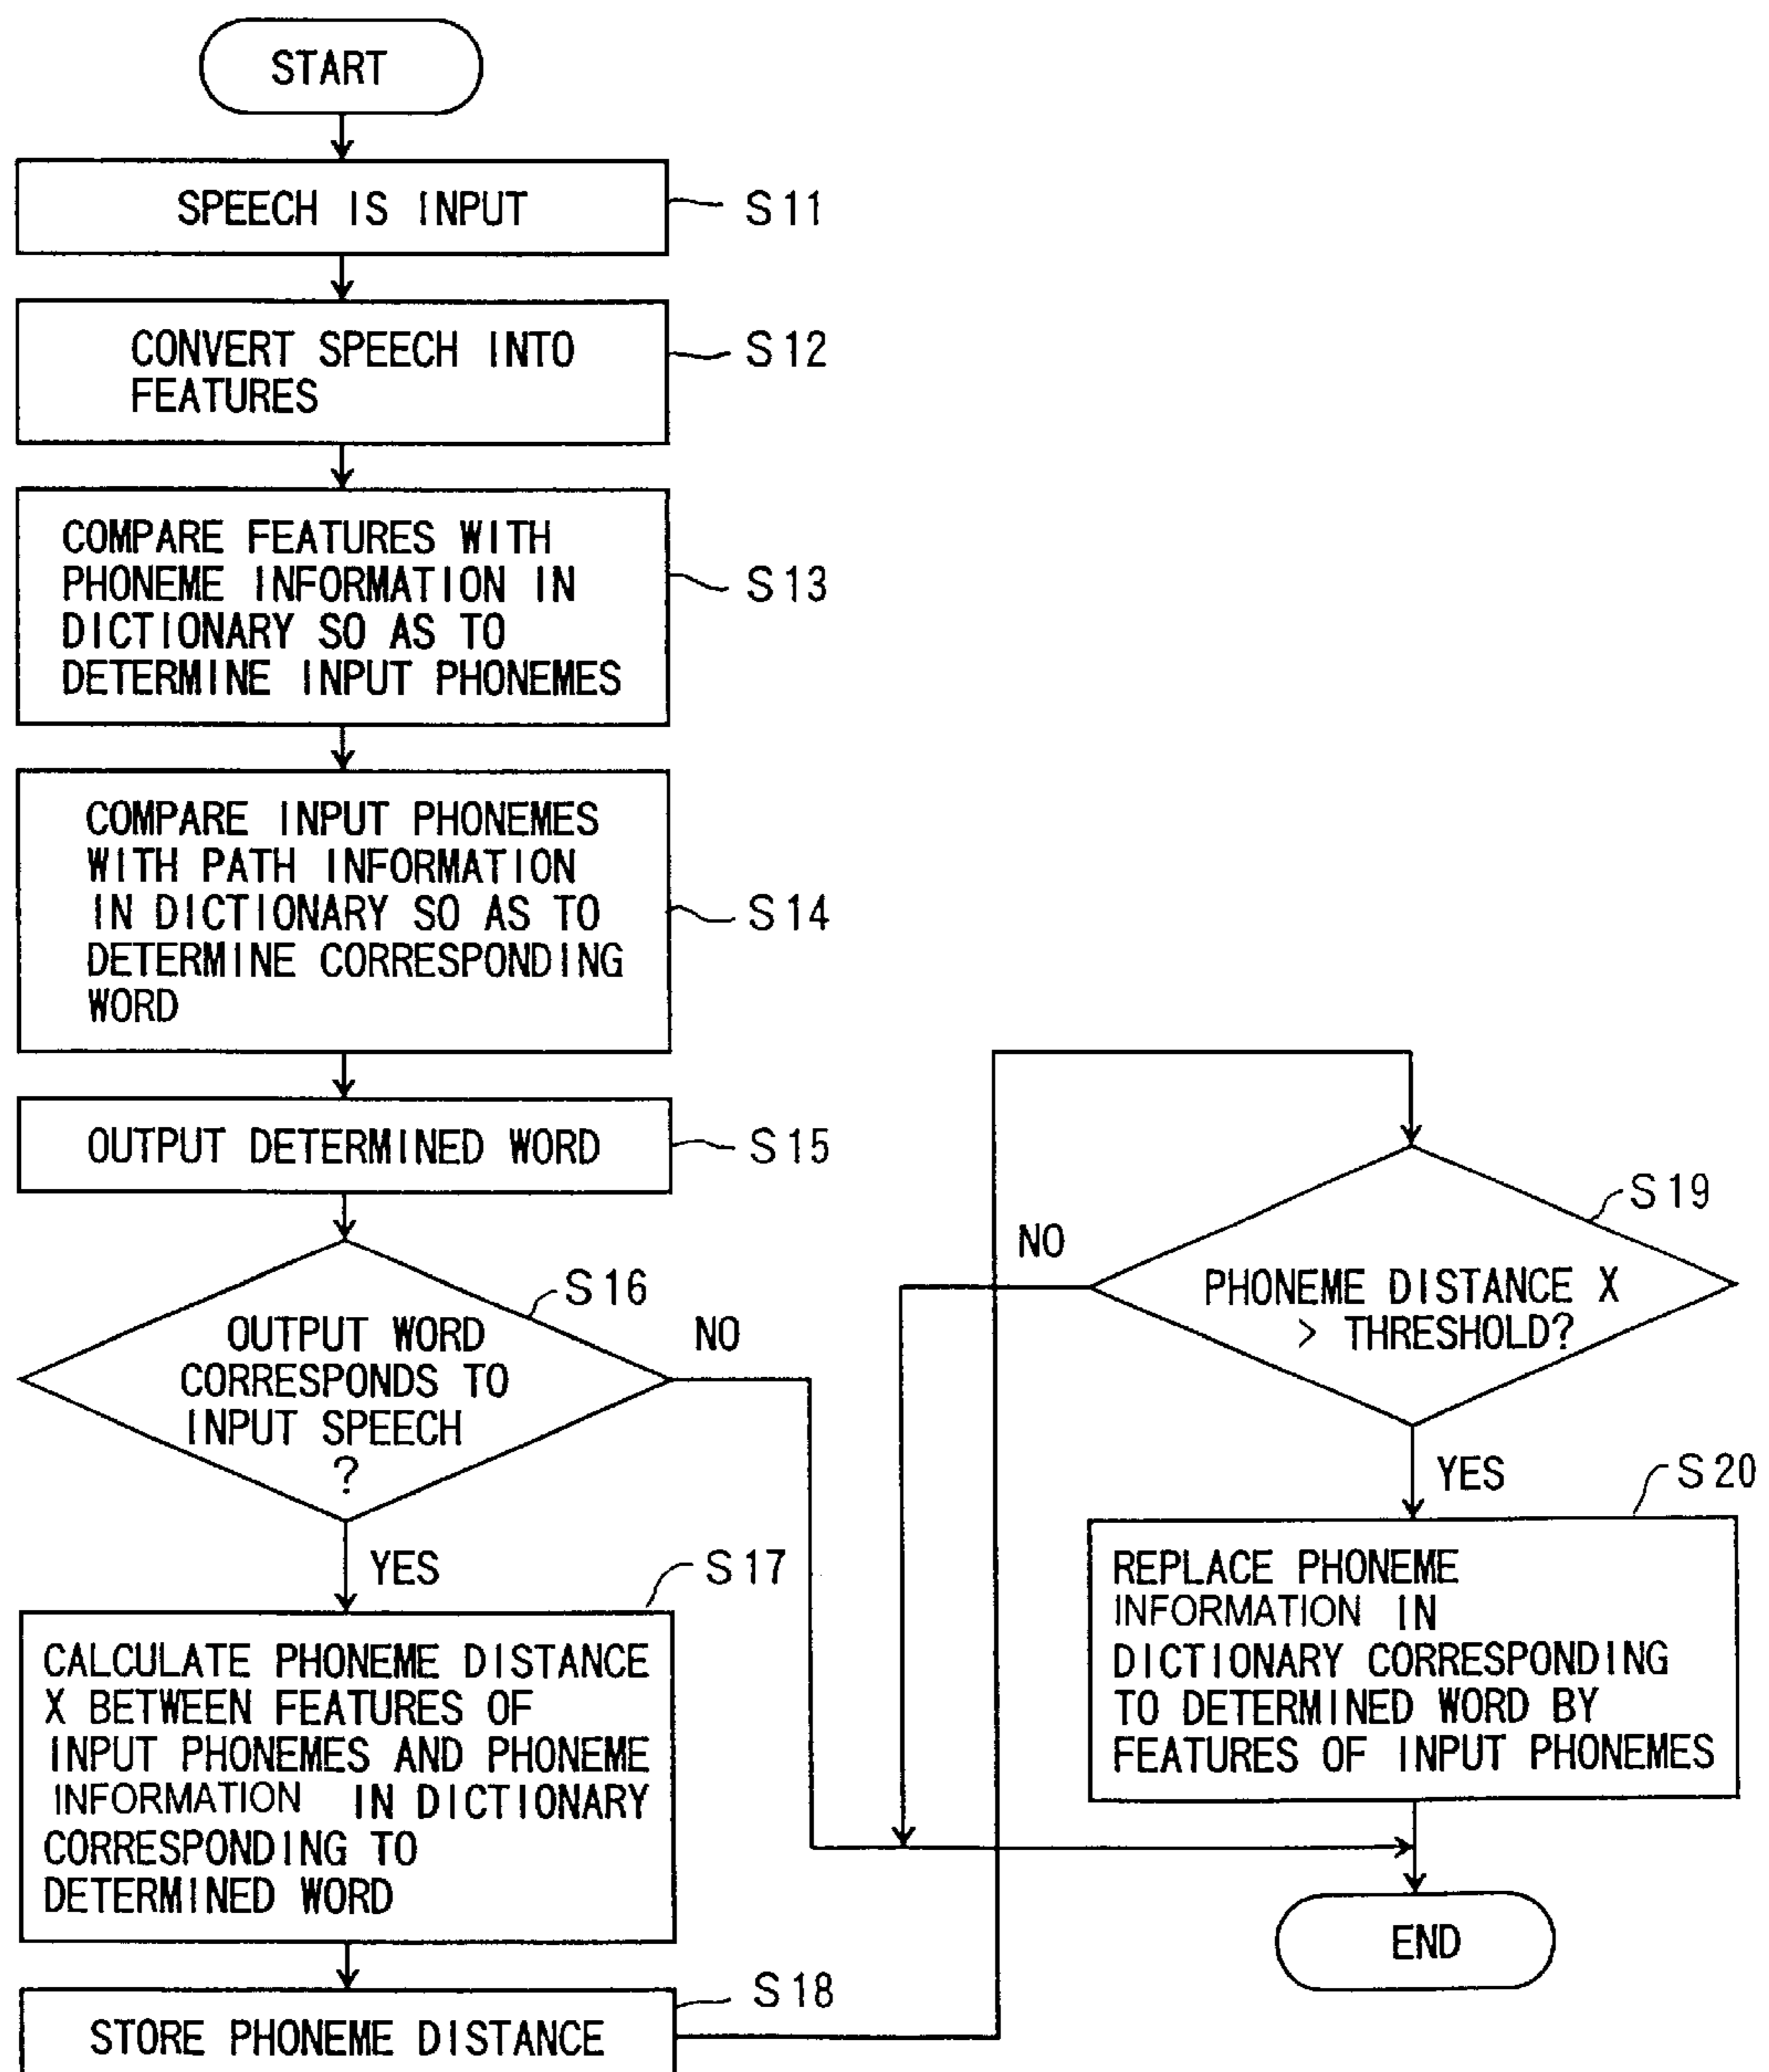 START
SPEECH IS INPUT
S11
CONVERT SPEECH INTO
FEATURES
S12
COMPARE FEATURES WITH
PHONEME INFORMATION IN
DICTIONARY SO AS TO
DETERMINE INPUT PHONEMES
S13
COMPARE INPUT PHONEMES
WITH PATH INFORMATION
IN DICTIONARY SO AS TO
DETERMINE CORRESPONDING
WORD
S14
OUTPUT DETERMINED WORD
S15
S16
OUTPUT WORD
CORRESPONDS TO
INPUT SPEECH
?
NO
YES
S17
CALCULATE PHONEME DISTANCE
X BETWEEN FEATURES OF
INPUT PHONEMES AND PHONEME
INFORMATION IN DICTIONARY
CORRESPONDING TO
DETERMINED WORD
S18
STORE PHONEME DISTANCE
S19
NO
PHONEME DISTANCE X
> THRESHOLD?
YES
S20
REPLACE PHONEME
INFORMATION IN
DICTIONARY CORRESPONDING
TO DETERMINED WORD BY
FEATURES OF INPUT PHONEMES
END